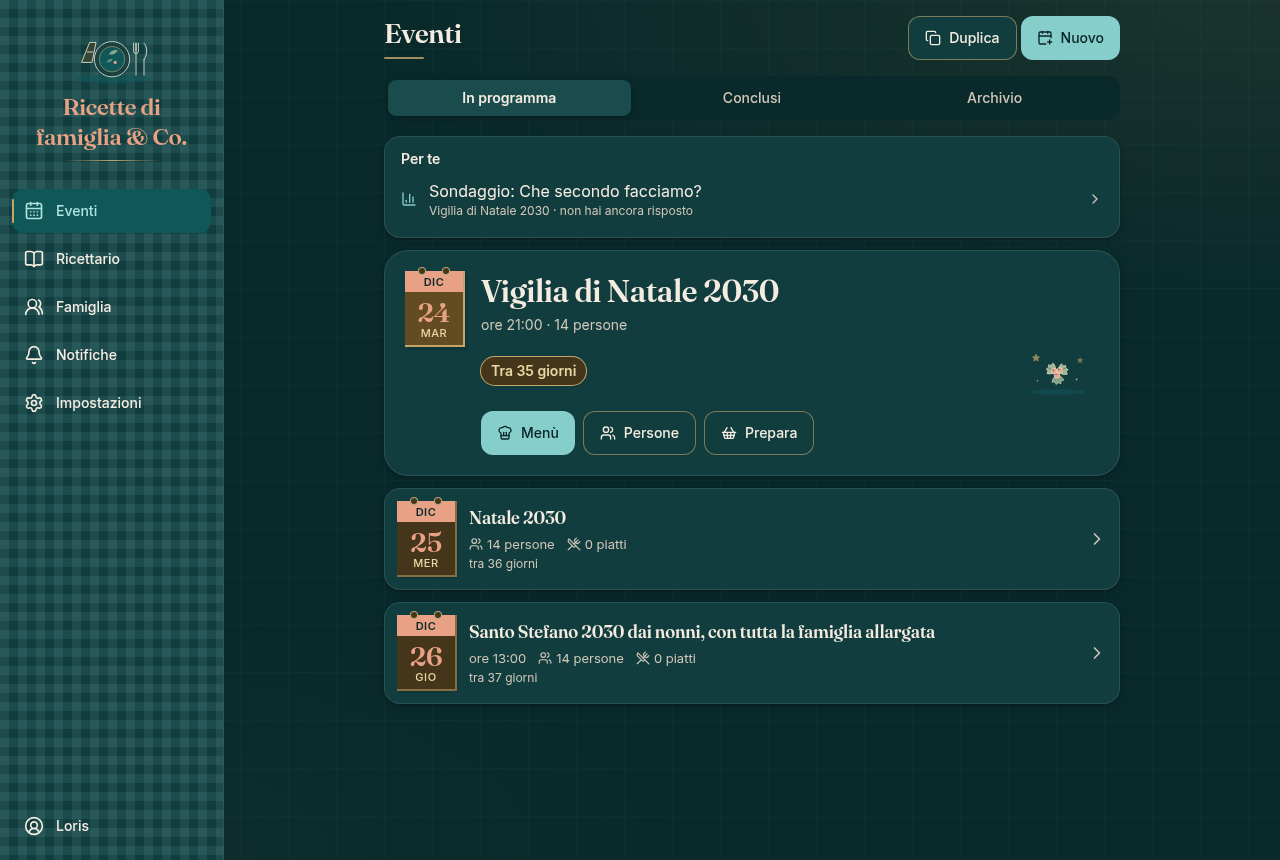 Ricette di
famiglia & Co.
Eventi
Ricettario
Famiglia
Notifiche
Impostazioni
Loris
Eventi
Duplica
Nuovo
In programma
Conclusi
Archivio
Per te
Sondaggio: Che secondo facciamo?
Vigilia di Natale 2030 · non hai ancora risposto
DIC
24
MAR
Vigilia di Natale 2030
ore 21:00 · 14 persone
Tra 35 giorni
Menù
Persone
Prepara
DIC
25
MER
Natale 2030
14 persone 0 piatti
tra 36 giorni
DIC
26
GIO
Santo Stefano 2030 dai nonni, con tutta la famiglia allargata
ore 13:00 14 persone 0 piatti
tra 37 giorni